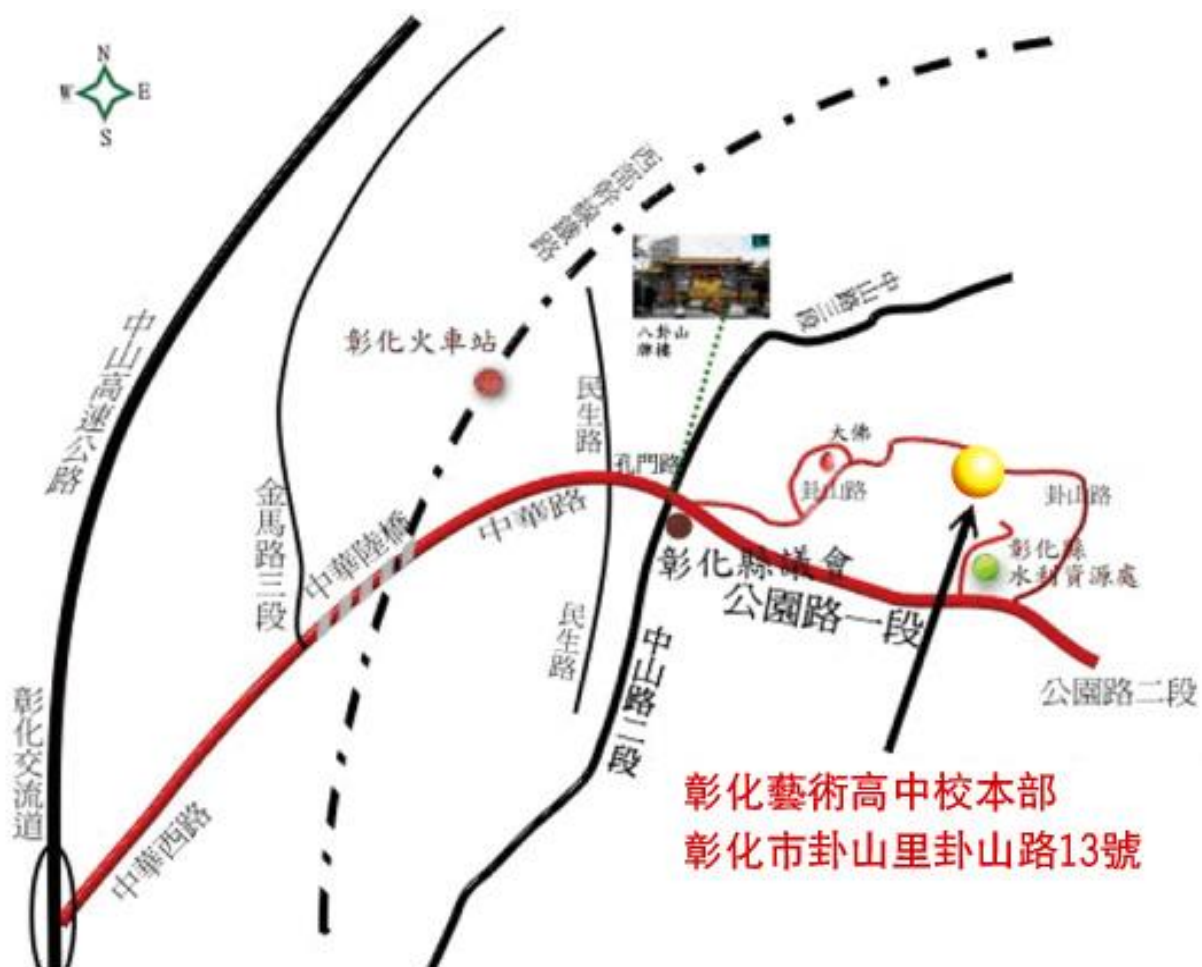 N
W E
S
中山高速公路
西部幹線鐵路
彰化火車站
八卦山
牌樓
中山路三段
民生路
孔門路
大佛
卦山路
卦山路
金馬路三段
中華陸橋
中華路
彰化縣議會
彰化縣
水利資源處
公園路一段
民生路
中山路二段
公園路二段
彰化交流道
中華西路
彰化藝術高中校本部
彰化市卦山里卦山路13號